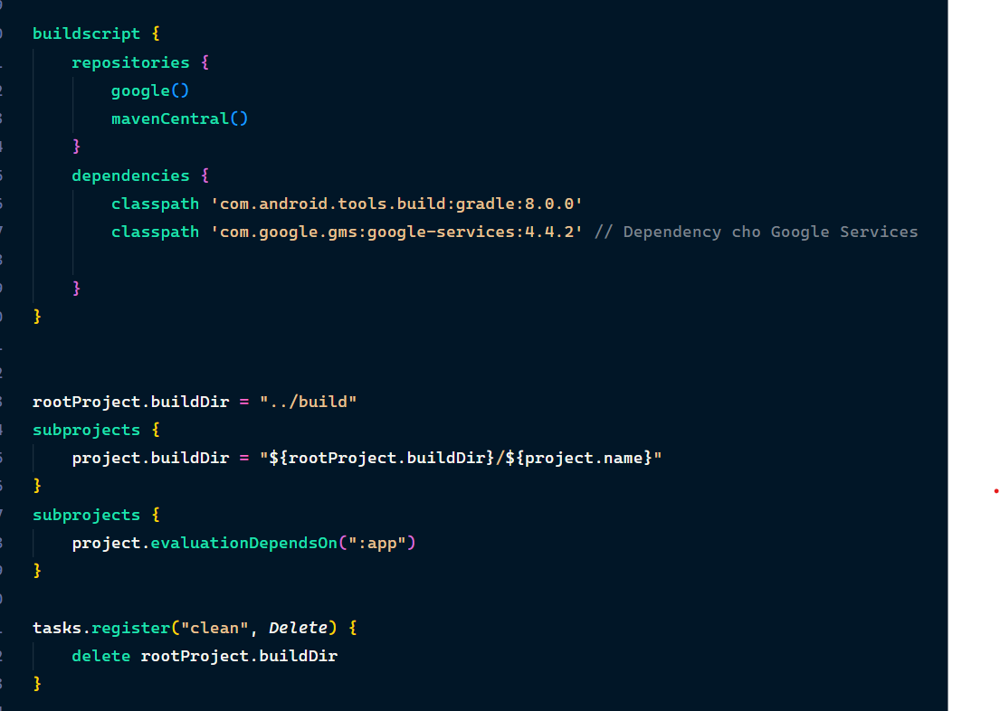 buildscript {
    repositories {
        google()
        mavenCentral()
    }
    dependencies {
        classpath 'com.android.tools.build:gradle:8.0.0'
        classpath 'com.google.gms:google-services:4.4.2' // Dependency cho Google Services
    }
}
rootProject.buildDir = "../build"
subprojects {
    project.buildDir = "${rootProject.buildDir}/${project.name}"
}
subprojects {
    project.evaluationDependsOn(":app")
}
tasks.register("clean", Delete) {
    delete rootProject.buildDir
}